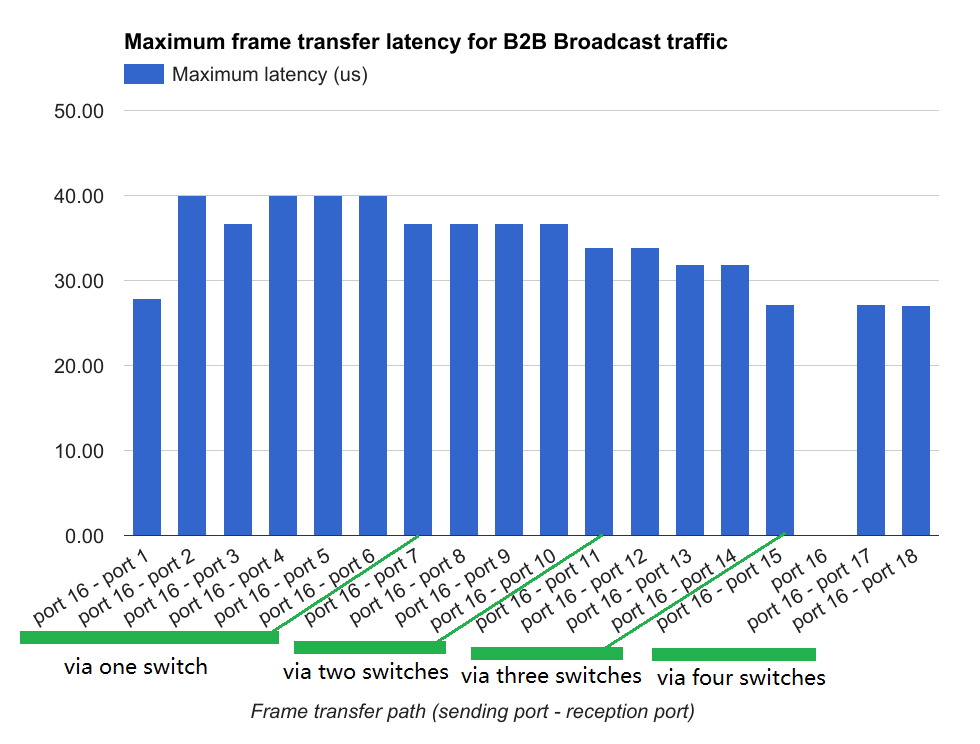 Maximum frame transfer latency for B2B Broadcast traffic
Maximum latency (us)
50.00
40.00
30.00
20.00
10.00
0.00
port 16 - port 1
port 16 - port 2
port 16 - port 3
port 16 - port 4
port 16 - port 5
port 16 - port 6
port 16 - port 7
port 16 - port 8
port 16 - port 9
port 16 - port 10
port 16 - port 11
port 16 - port 12
port 16 - port 13
port 16 - port 14
port 16 - port 15
port 16
port 16 - port 17
port 16 - port 18
via one switch
via two switches
via three switches
via four switches
Frame transfer path (sending port - reception port)